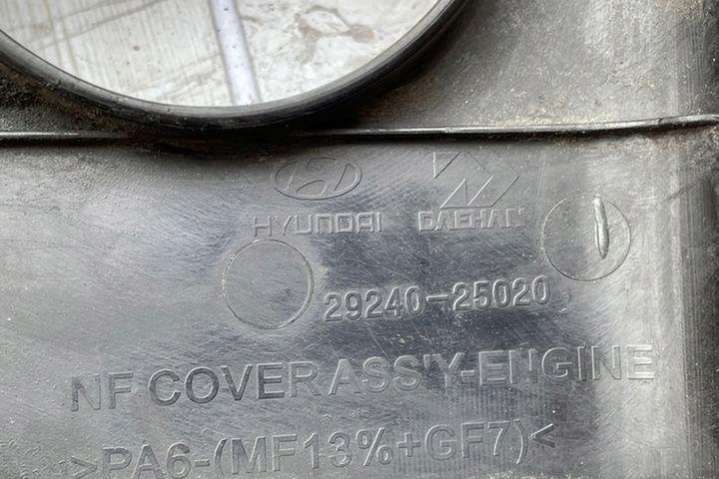 HYUNDAI DAEHAN
29240-25020
NF COVER ASS'Y-ENGINE
>PA6-(MF13%+GF7)<